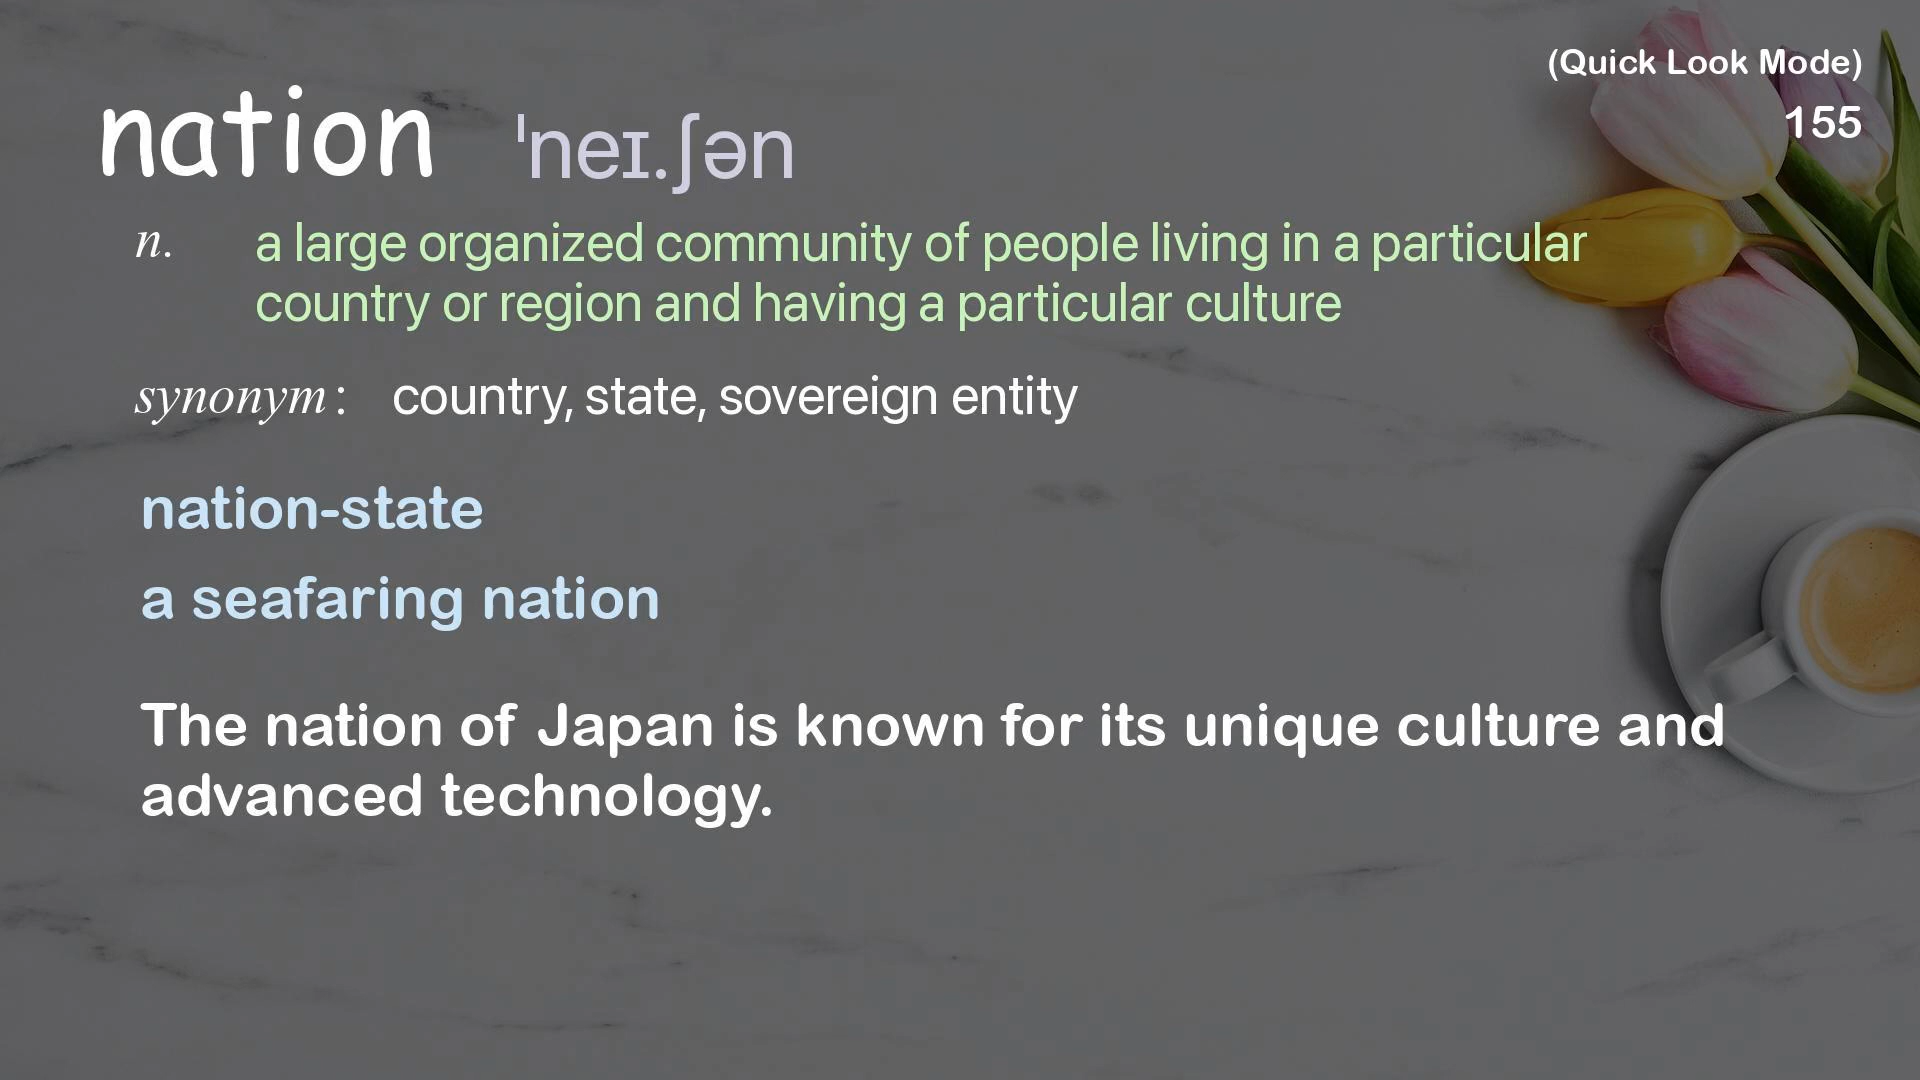 (Quick Look Mode)
155
nation ˈneɪ.ʃən
n. a large organized community of people living in a particular
country or region and having a particular culture
synonym: country, state, sovereign entity
nation-state
a seafaring nation
The nation of Japan is known for its unique culture and
advanced technology.